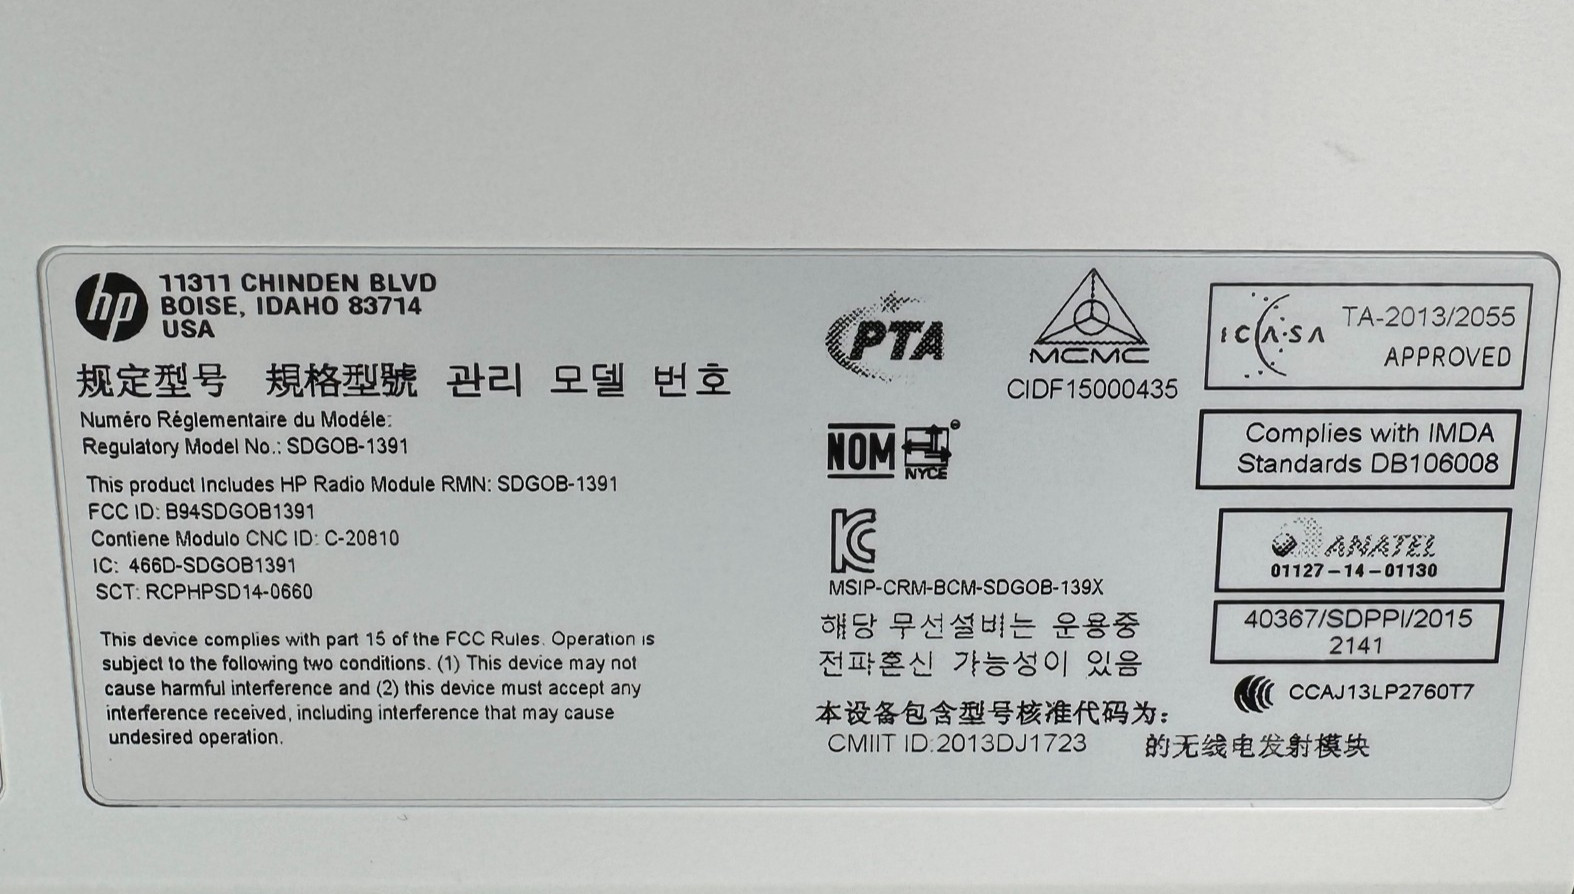 hp
11311 CHINDEN BLVD
BOISE, IDAHO 83714
USA
规定型号 規格型號 관리 모델 번호
Numéro Réglementaire du Modéle:
Regulatory Model No.: SDGOB-1391
This product Includes HP Radio Module RMN: SDGOB-1391
FCC ID: B94SDGOB1391
Contiene Modulo CNC ID: C-20810
IC: 466D-SDGOB1391
SCT: RCPHPSD14-0660
This device complies with part 15 of the FCC Rules. Operation is
subject to the following two conditions. (1) This device may not
cause harmful interference and (2) this device must accept any
interference received, including interference that may cause
undesired operation.
PTA
NOM NYCE
MSIP-CRM-BCM-SDGOB-139X
해당 무선설비는 운용중
전파혼신 가능성이 있음
本设备包含型号核准代码为:
CMIIT ID:2013DJ1723 的无线电发射模块
MCMC
CIDF15000435
ICASA TA-2013/2055
APPROVED
Complies with IMDA
Standards DB106008
ANATEL
01127-14-01130
40367/SDPPI/2015
2141
CCAJ13LP2760T7